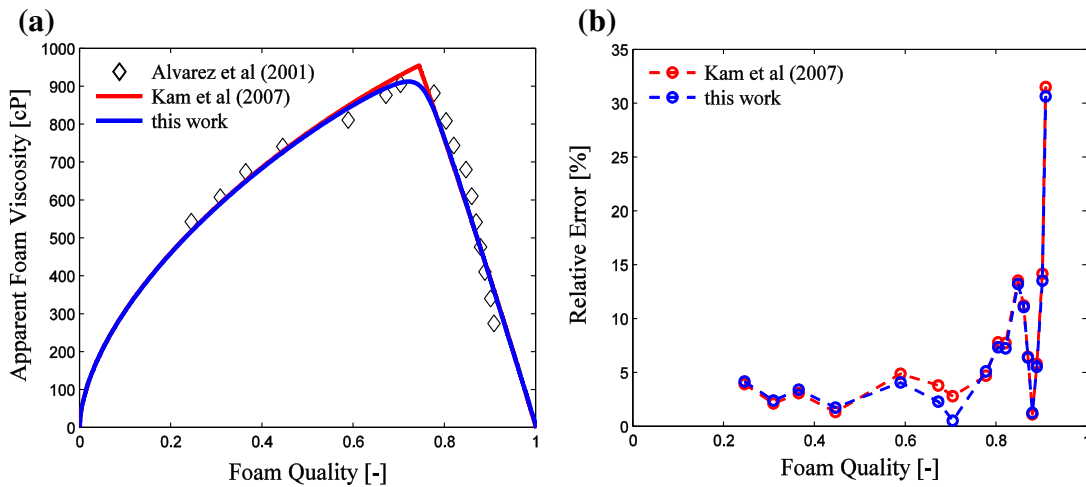 (a)
Apparent Foam Viscosity [cP]
1000
900
800
700
600
500
400
300
200
100
0
Alvarez et al (2001)
Kam et al (2007)
this work
0
0.2
0.4
0.6
0.8
1
Foam Quality [-]
(b)
Relative Error [%]
35
30
25
20
15
10
5
0
Kam et al (2007)
this work
0
0.2
0.4
0.6
0.8
1
Foam Quality [-]